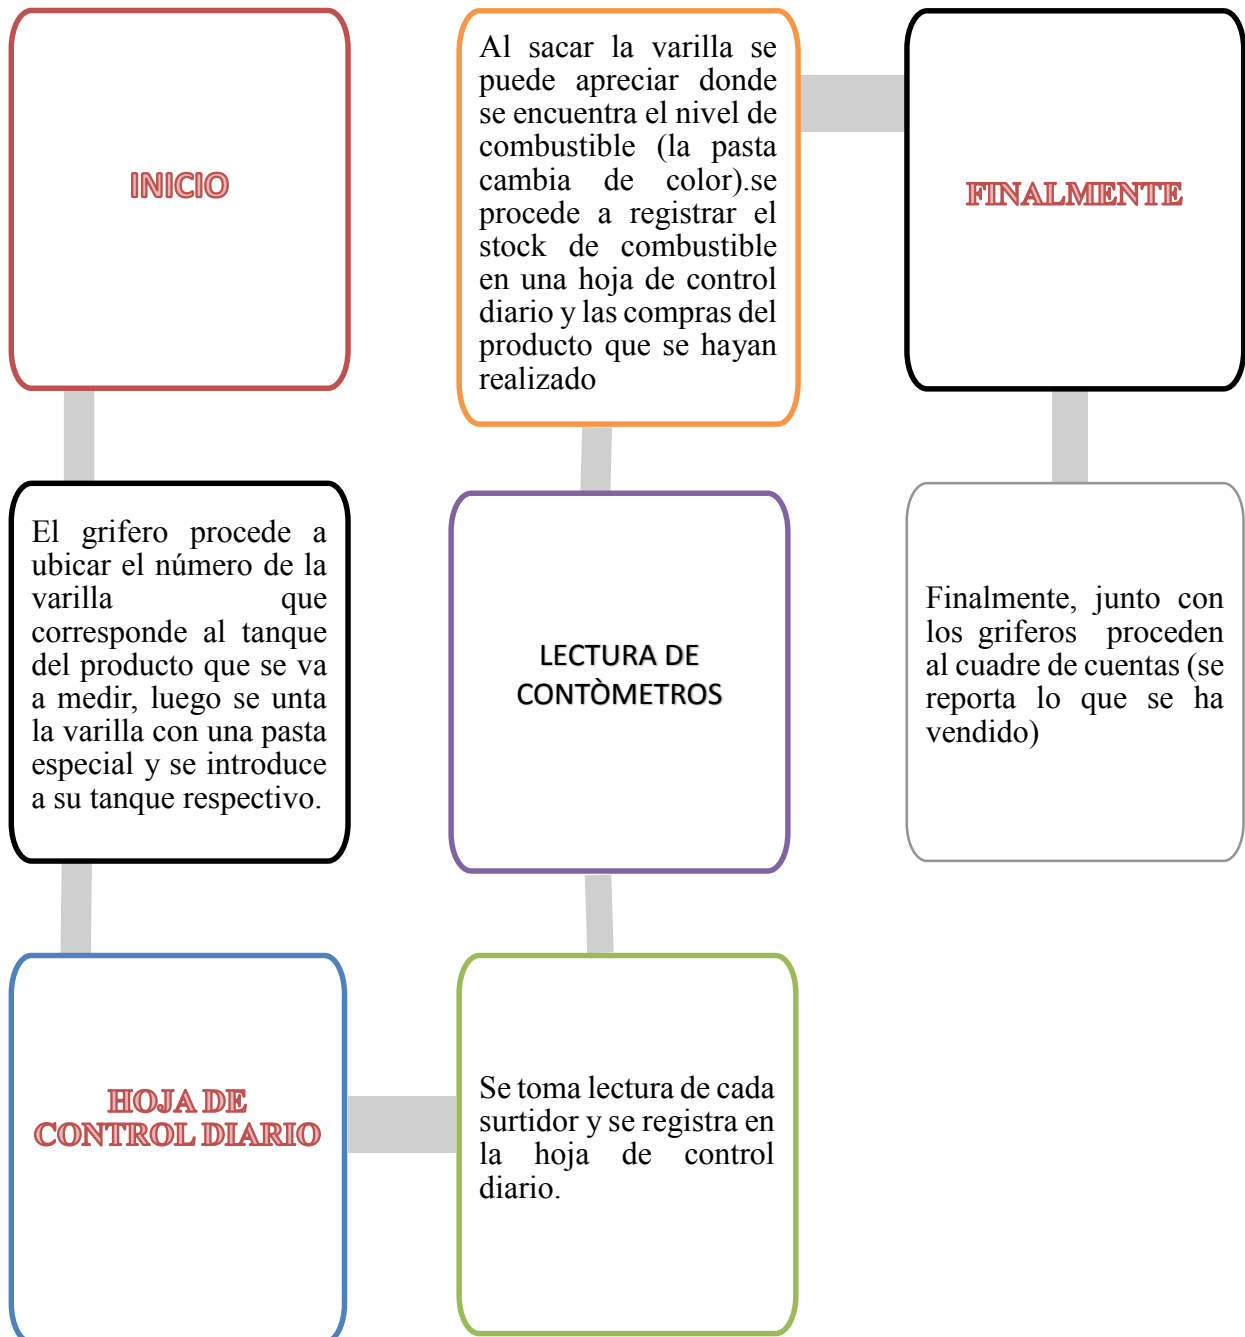 INICIO
El grifero procede a
ubicar el número de la
varilla que
corresponde al tanque
del producto que se va
a medir, luego se unta
la varilla con una pasta
especial y se introduce
a su tanque respectivo.
HOJA DE
CONTROL DIARIO
Se toma lectura de cada
surtidor y se registra en
la hoja de control
diario.
LECTURA DE
CONTÒMETROS
Al sacar la varilla se
puede apreciar donde
se encuentra el nivel de
combustible (la pasta
cambia de color).se
procede a registrar el
stock de combustible
en una hoja de control
diario y las compras del
producto que se hayan
realizado
FINALMENTE
Finalmente, junto con
los griferos proceden
al cuadre de cuentas (se
reporta lo que se ha
vendido)